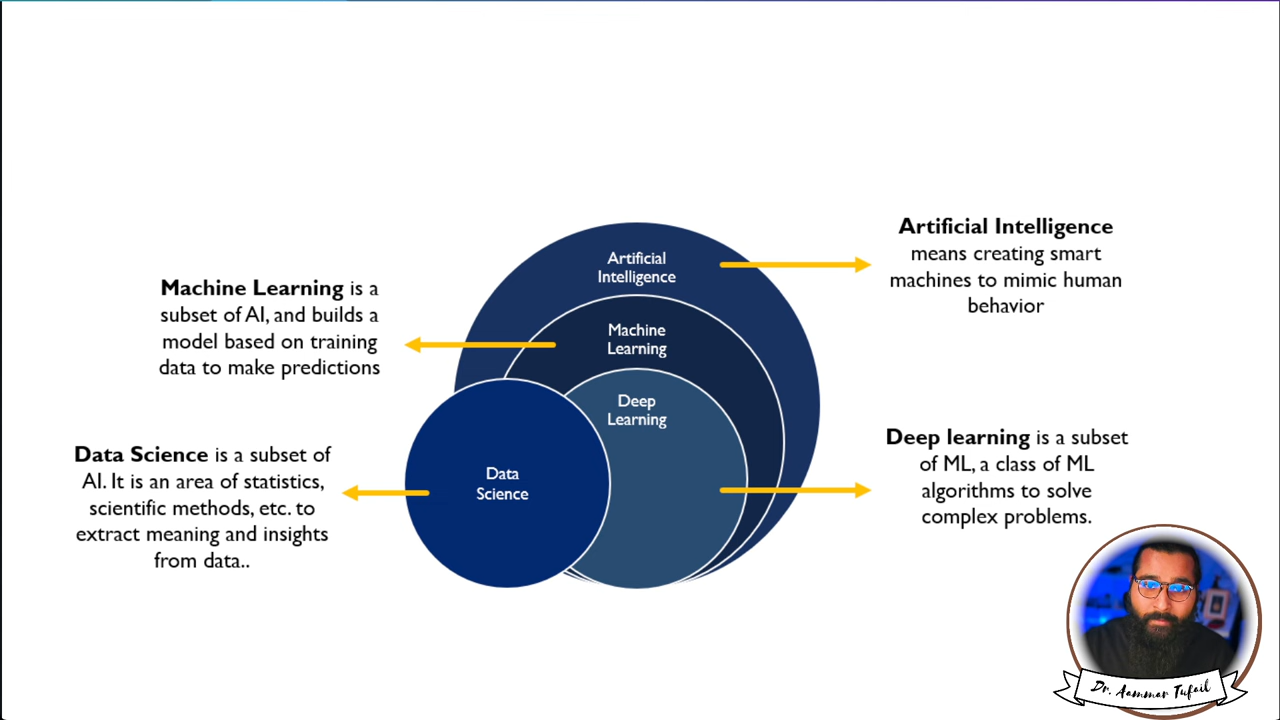 Artificial Intelligence
means creating smart
machines to mimic human
behavior
Artificial
Intelligence
Machine Learning is a
subset of AI, and builds a
model based on training
data to make predictions
Machine
Learning
Deep
Learning
Data Science is a subset of
AI. It is an area of statistics,
scientific methods, etc. to
extract meaning and insights
from data..
Data
Science
Deep learning is a subset
of ML, a class of ML
algorithms to solve
complex problems.
Dr. Aammar Tufail